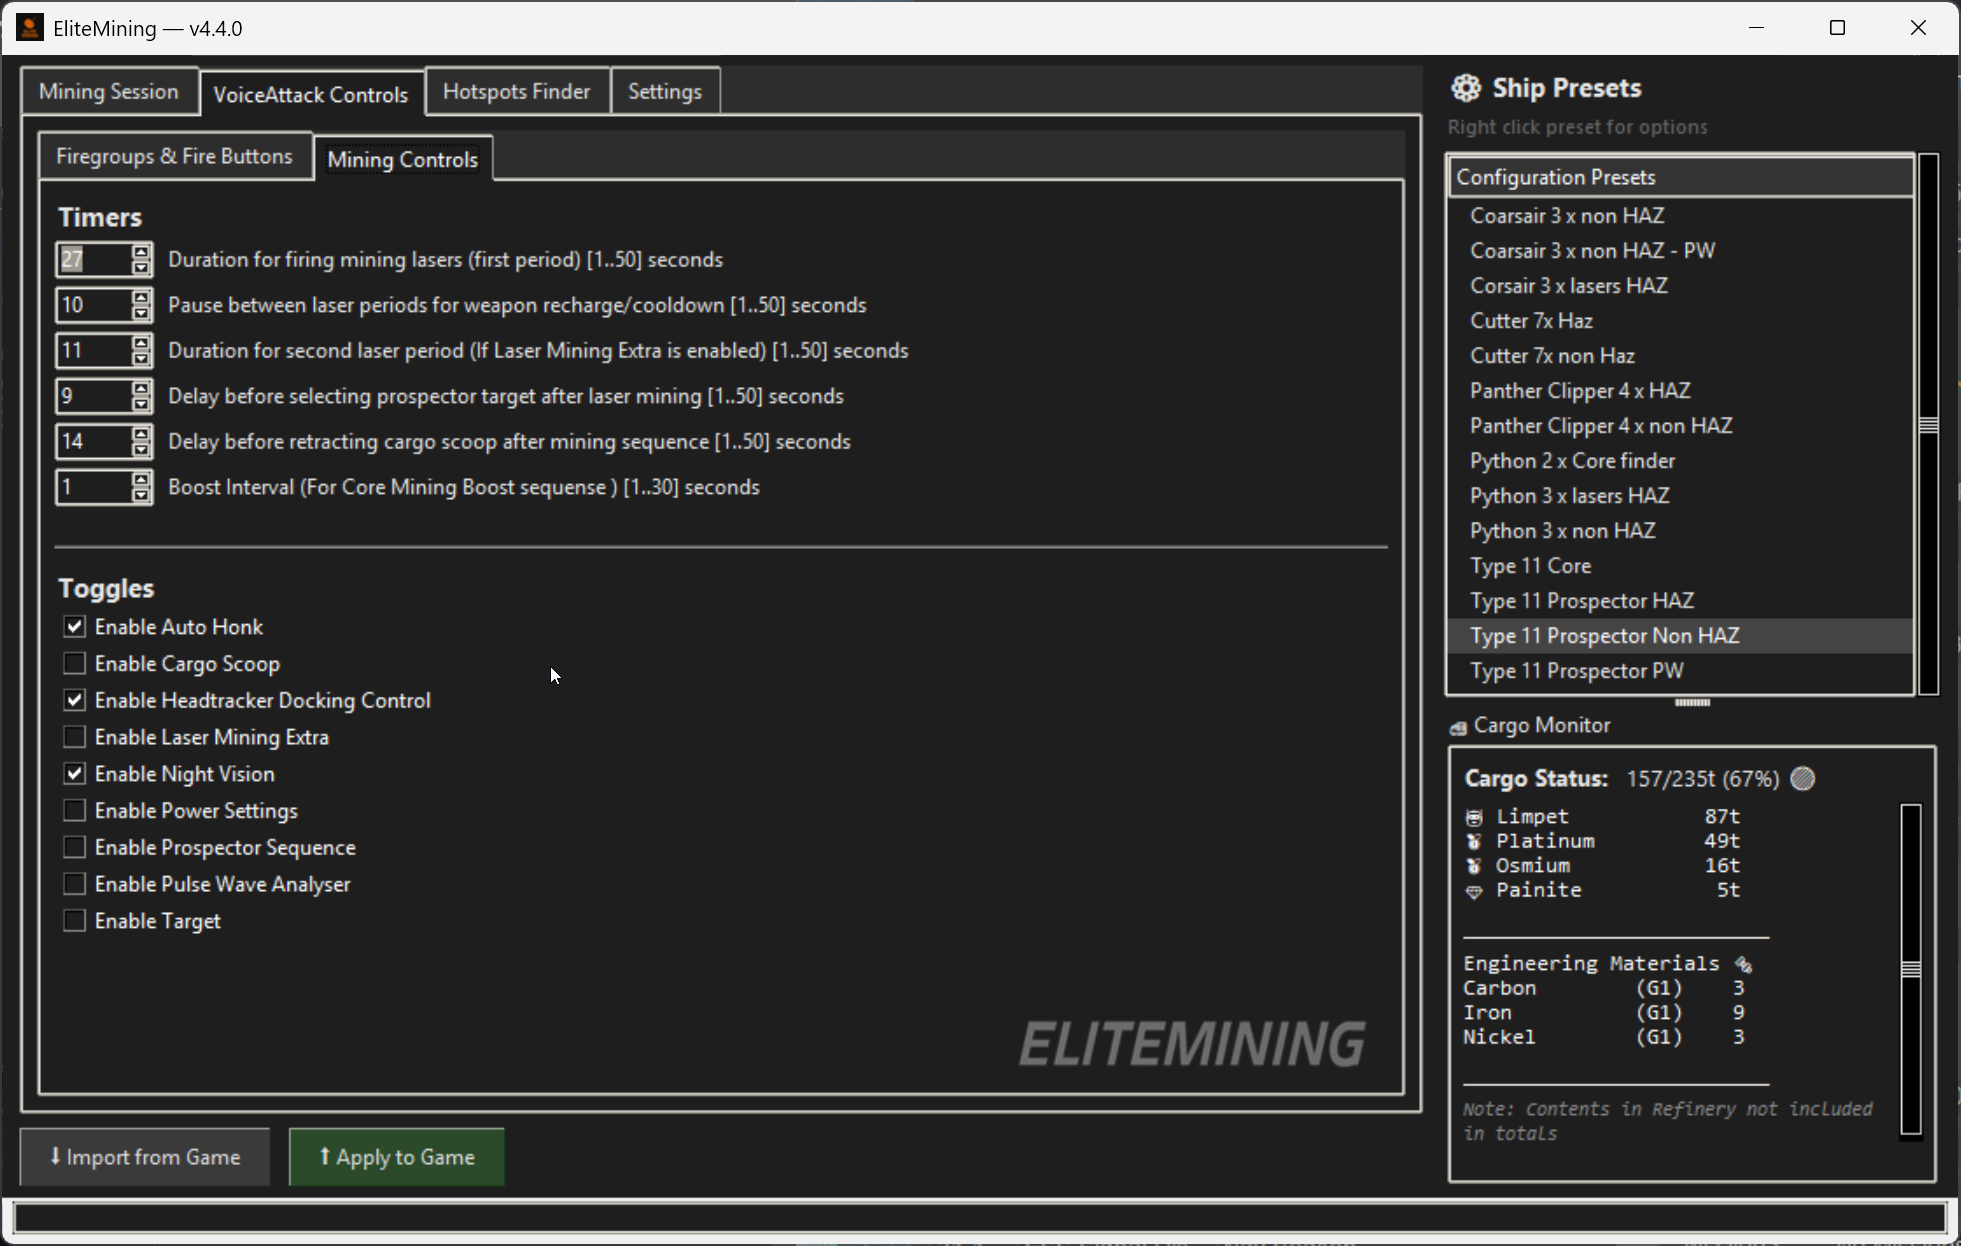 EliteMining — v4.4.0
Mining Session
VoiceAttack Controls
Hotspots Finder
Settings
Firegroups & Fire Buttons
Mining Controls
Timers
27 Duration for firing mining lasers (first period) [1..50] seconds
10 Pause between laser periods for weapon recharge/cooldown [1..50] seconds
11 Duration for second laser period (If Laser Mining Extra is enabled) [1..50] seconds
9 Delay before selecting prospector target after laser mining [1..50] seconds
14 Delay before retracting cargo scoop after mining sequence [1..50] seconds
1 Boost Interval (For Core Mining Boost sequense ) [1..30] seconds
Toggles
Enable Auto Honk
Enable Cargo Scoop
Enable Headtracker Docking Control
Enable Laser Mining Extra
Enable Night Vision
Enable Power Settings
Enable Prospector Sequence
Enable Pulse Wave Analyser
Enable Target
ELITEMINING
⭳ Import from Game
⭱ Apply to Game
Ship Presets
Right click preset for options
Configuration Presets
Coarsair 3 x non HAZ
Coarsair 3 x non HAZ - PW
Corsair 3 x lasers HAZ
Cutter 7x Haz
Cutter 7x non Haz
Panther Clipper 4 x HAZ
Panther Clipper 4 x non HAZ
Python 2 x Core finder
Python 3 x lasers HAZ
Python 3 x non HAZ
Type 11 Core
Type 11 Prospector HAZ
Type 11 Prospector Non HAZ
Type 11 Prospector PW
Cargo Monitor
Cargo Status: 157/235t (67%)
Limpet 87t
Platinum 49t
Osmium 16t
Painite 5t
Engineering Materials
Carbon (G1) 3
Iron (G1) 9
Nickel (G1) 3
Note: Contents in Refinery not included
in totals